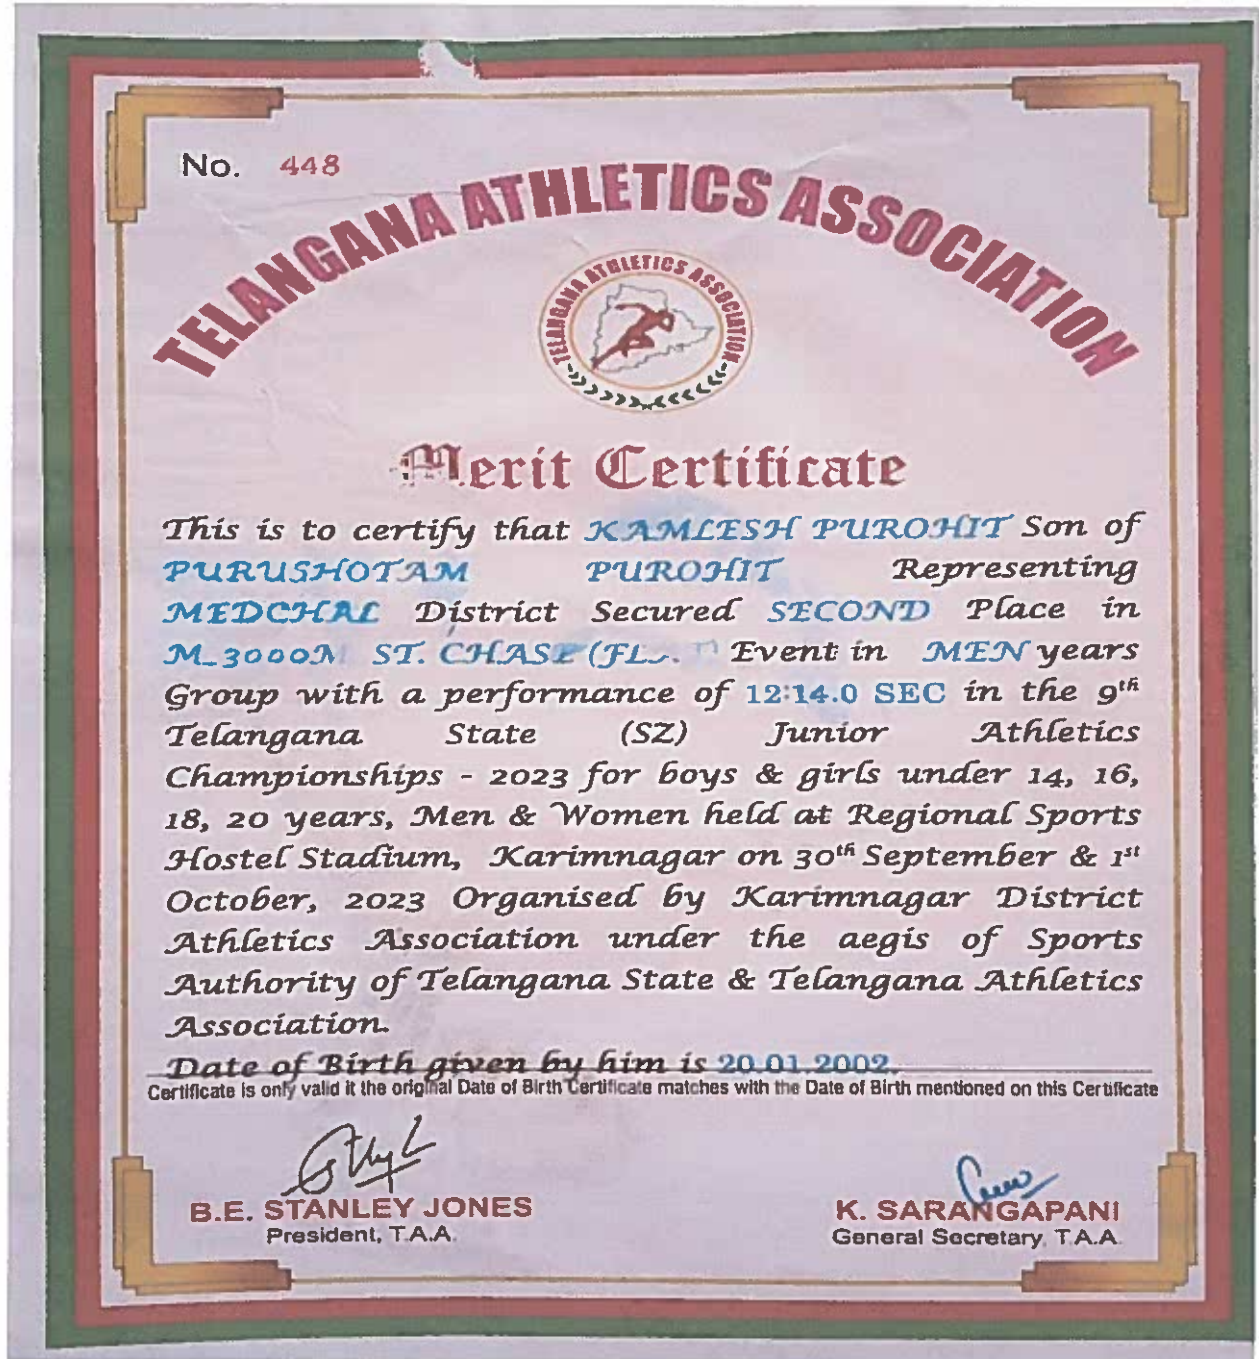 No. 448
TELANGANA ATHLETICS ASSOCIATION
TELANGANA ATHLETICS ASSOCIATION
Merit Certificate
This is to certify that KAMLESH PUROHIT Son of
PURUSHOTAM PUROHIT Representing
MEDCHAL District Secured SECOND Place in
M_3000M ST. CHASE Event in MEN years
Group with a performance of 12:14.0 SEC in the 9th
Telangana State (SZ) Junior Athletics
Championships - 2023 for boys & girls under 14, 16,
18, 20 years, Men & Women held at Regional Sports
Hostel Stadium, Karimnagar on 30th September & 1st
October, 2023 Organised by Karimnagar District
Athletics Association under the aegis of Sports
Authority of Telangana State & Telangana Athletics
Association.
Date of Birth given by him is 20.01.2002.
Certificate is only valid it the original Date of Birth Certificate matches with the Date of Birth mentioned on this Certificate
B.E. STANLEY JONES
President, T.A.A.
K. SARANGAPANI
General Secretary, T.A.A.